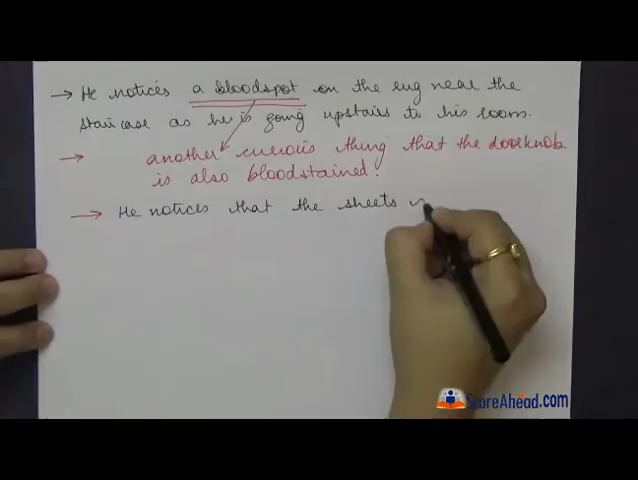 → He notices a bloodspot on the rug near the
staircase as he is going upstairs to his room.
→ another curious thing that the doorknob
is also bloodstained!
→ He notices that the sheets
ScoreAhead.com